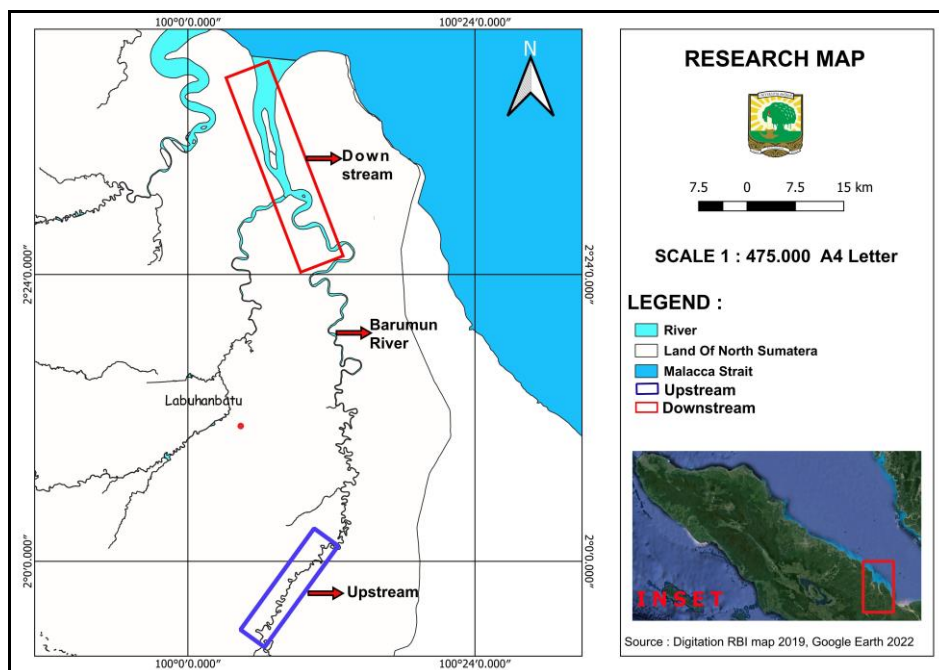 100°0'0.000"
100°24'0.000"
N
Down
stream
2°24'0.000"
2°24'0.000"
Barumun
River
Labuhanbatu
2°0'0.000"
2°0'0.000"
Upstream
100°0'0.000"
100°24'0.000"
RESEARCH MAP
7.5 0 7.5 15 km
SCALE 1 : 475.000 A4 Letter
LEGEND :
River
Land Of North Sumatera
Malacca Strait
Upstream
Downstream
INSET
Source : Digitation RBI map 2019, Google Earth 2022